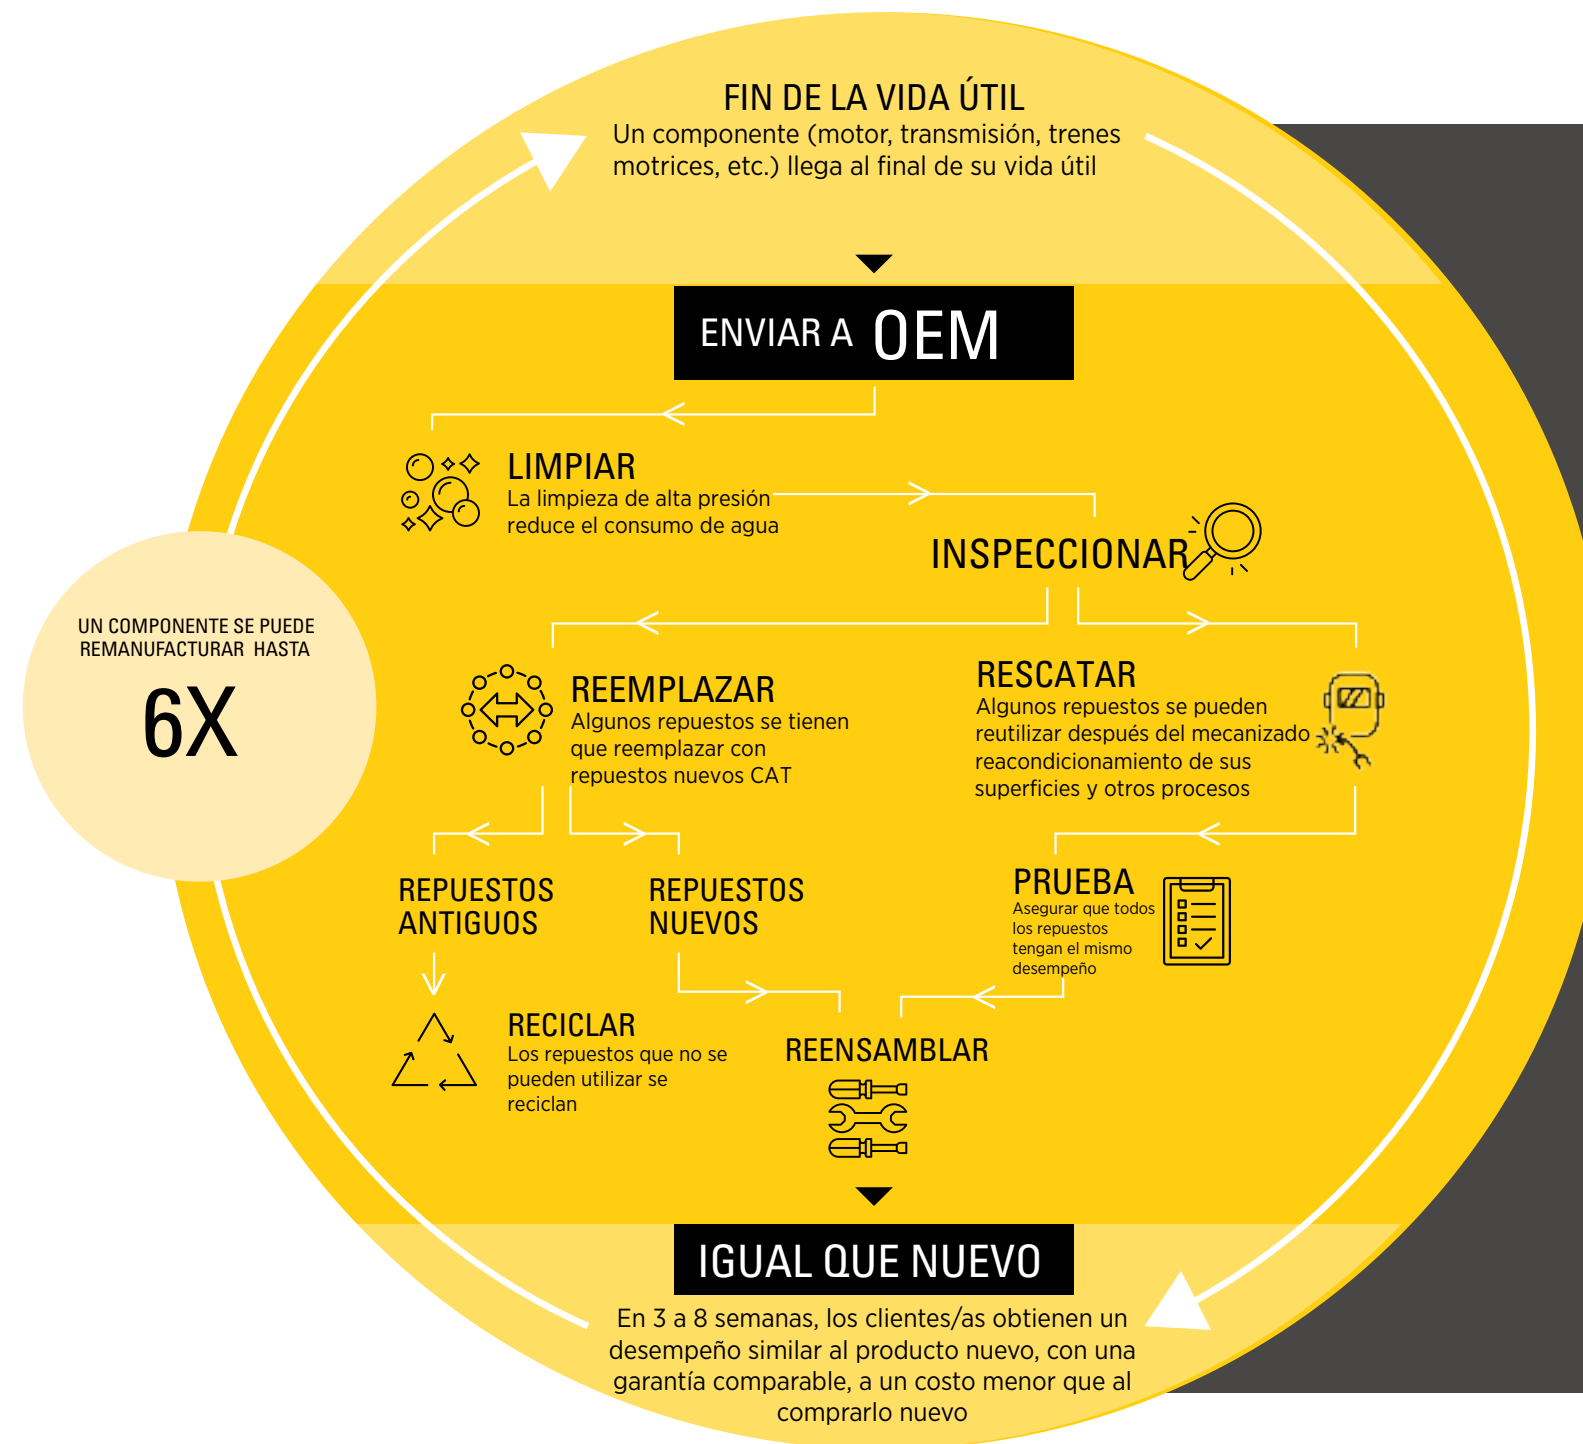 FIN DE LA VIDA ÚTIL
Un componente (motor, transmisión, trenes
motrices, etc.) llega al final de su vida útil
ENVIAR A OEM
LIMPIAR
La limpieza de alta presión
reduce el consumo de agua
INSPECCIONAR
UN COMPONENTE SE PUEDE
REMANUFACTURAR HASTA
6X
REEMPLAZAR
Algunos repuestos se tienen
que reemplazar con
repuestos nuevos CAT
RESCATAR
Algunos repuestos se pueden
reutilizar después del mecanizado
reacondicionamiento de sus
superficies y otros procesos
REPUESTOS
ANTIGUOS
REPUESTOS
NUEVOS
PRUEBA
Asegurar que todos
los repuestos
tengan el mismo
desempeño
RECICLAR
Los repuestos que no se
pueden utilizar se
reciclan
REENSAMBLAR
IGUAL QUE NUEVO
En 3 a 8 semanas, los clientes/as obtienen un
desempeño similar al producto nuevo, con una
garantía comparable, a un costo menor que al
comprarlo nuevo